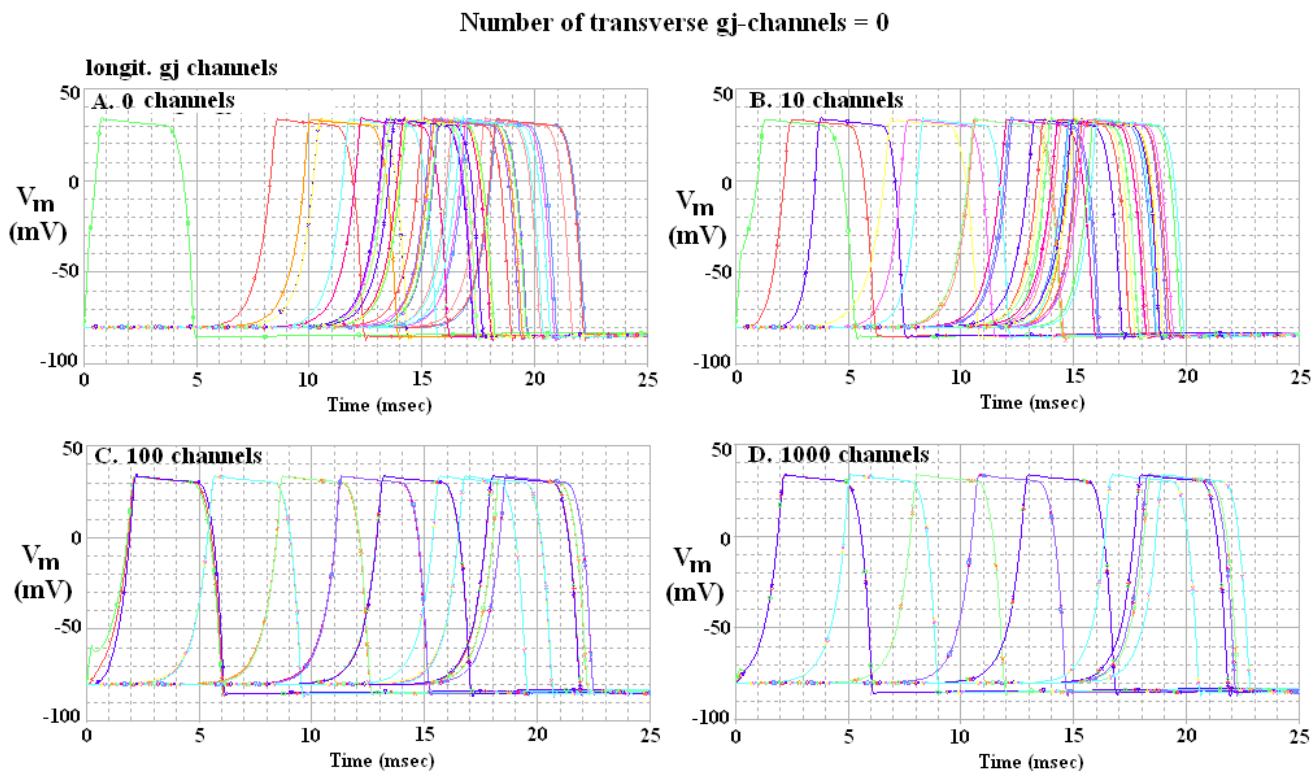 Number of transverse gj-channels = 0
longit. gj channels
A. 0 channels
50
0
-50
-100
Vm
(mV)
0 5 10 15 20 25
Time (msec)
B. 10 channels
50
0
-50
-100
Vm
(mV)
0 5 10 15 20 25
Time (msec)
C. 100 channels
50
0
-50
-100
Vm
(mV)
0 5 10 15 20 25
Time (msec)
D. 1000 channels
50
0
-50
-100
Vm
(mV)
0 5 10 15 20 25
Time (msec)